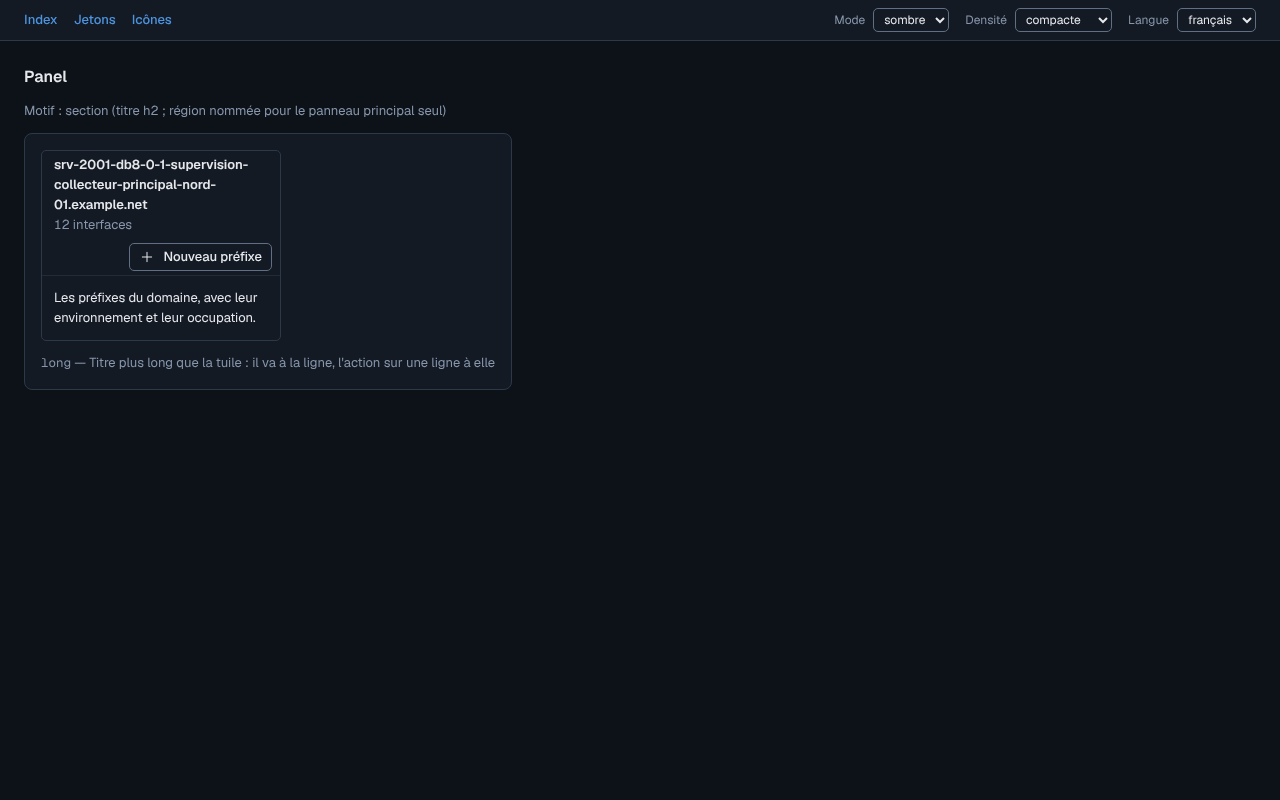 Index Jetons Icônes Mode sombre Densité compacte Langue français
Panel
Motif : section (titre h2 ; région nommée pour le panneau principal seul)
srv-2001-db8-0-1-supervision-
collecteur-principal-nord-
01.example.net
12 interfaces
Nouveau préfixe
Les préfixes du domaine, avec leur
environnement et leur occupation.
long — Titre plus long que la tuile : il va à la ligne, l'action sur une ligne à elle